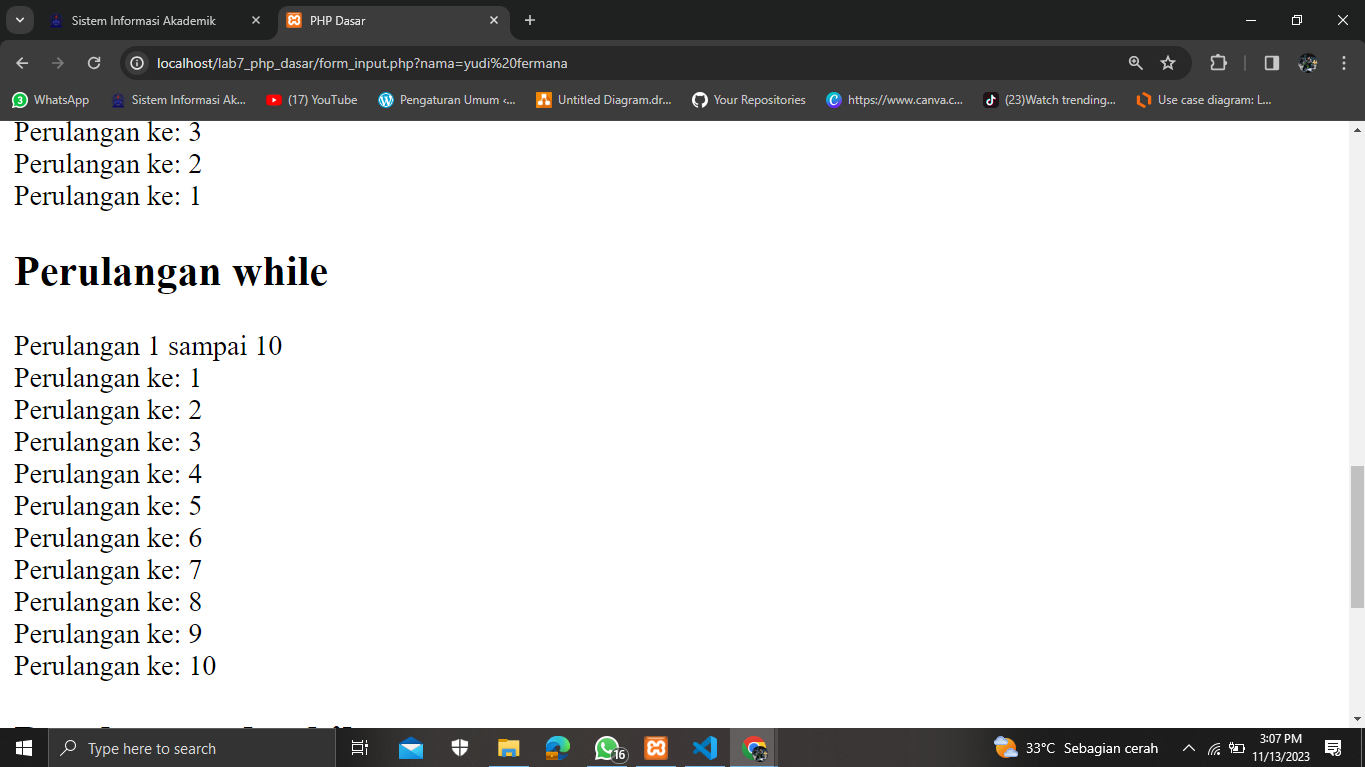 Sistem Informasi Akademik
PHP Dasar
localhost/lab7_php_dasar/form_input.php?nama=yudi%20fermana
3 WhatsApp
Sistem Informasi Ak...
(17) YouTube
Pengaturan Umum ‹...
Untitled Diagram.dr...
Your Repositories
https://www.canva.c...
(23)Watch trending...
Use case diagram: L...
Perulangan ke: 3
Perulangan ke: 2
Perulangan ke: 1
Perulangan while
Perulangan 1 sampai 10
Perulangan ke: 1
Perulangan ke: 2
Perulangan ke: 3
Perulangan ke: 4
Perulangan ke: 5
Perulangan ke: 6
Perulangan ke: 7
Perulangan ke: 8
Perulangan ke: 9
Perulangan ke: 10
Type here to search
16
33°C Sebagian cerah
3:07 PM
11/13/2023